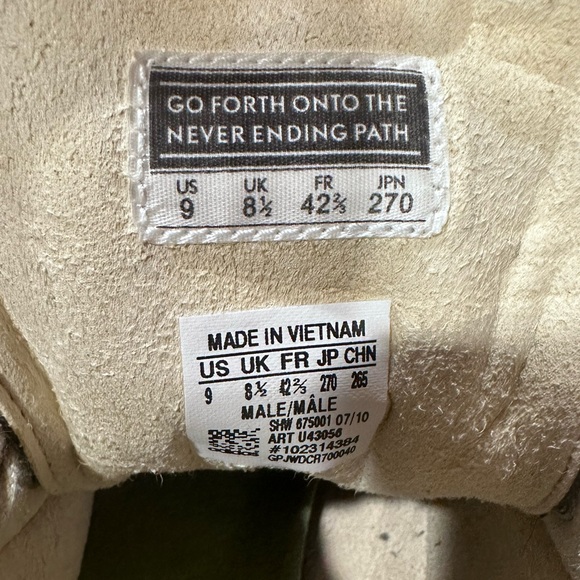 GO FORTH ONTO THE
NEVER ENDING PATH
US UK FR JPN
9 8½ 42⅔ 270
MADE IN VIETNAM
US UK FR JP CHN
9 8½ 42⅔ 270 265
MALE/MÂLE
SHW 675001 07/10
ART U43056
#102314384
GPJWDCR700040